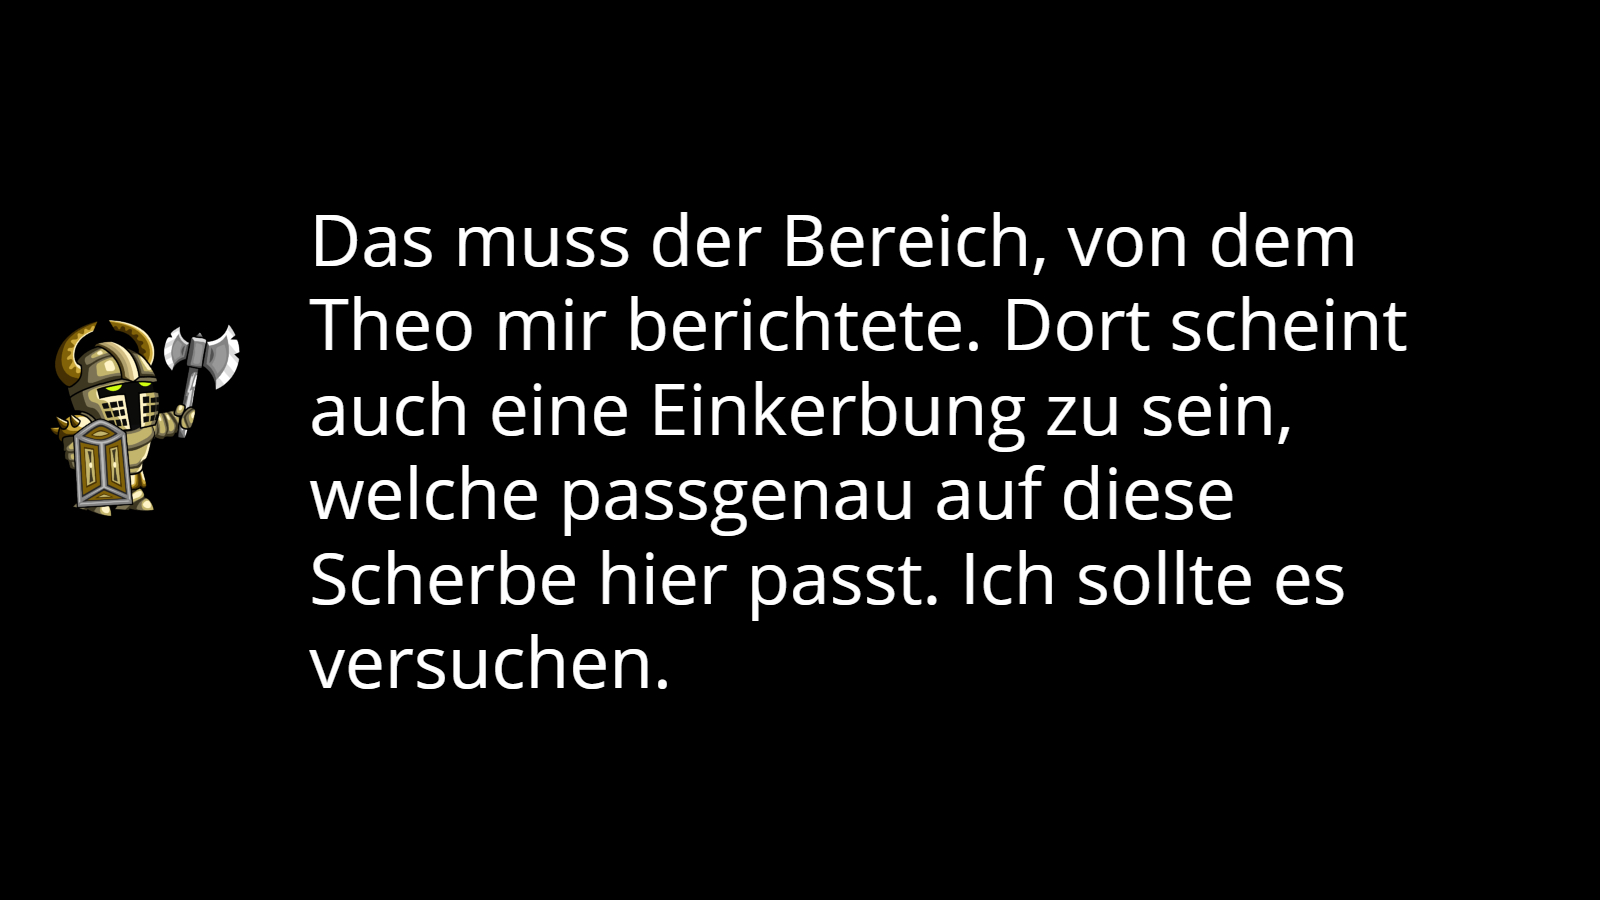 Das muss der Bereich, von dem
Theo mir berichtete. Dort scheint
auch eine Einkerbung zu sein,
welche passgenau auf diese
Scherbe hier passt. Ich sollte es
versuchen.